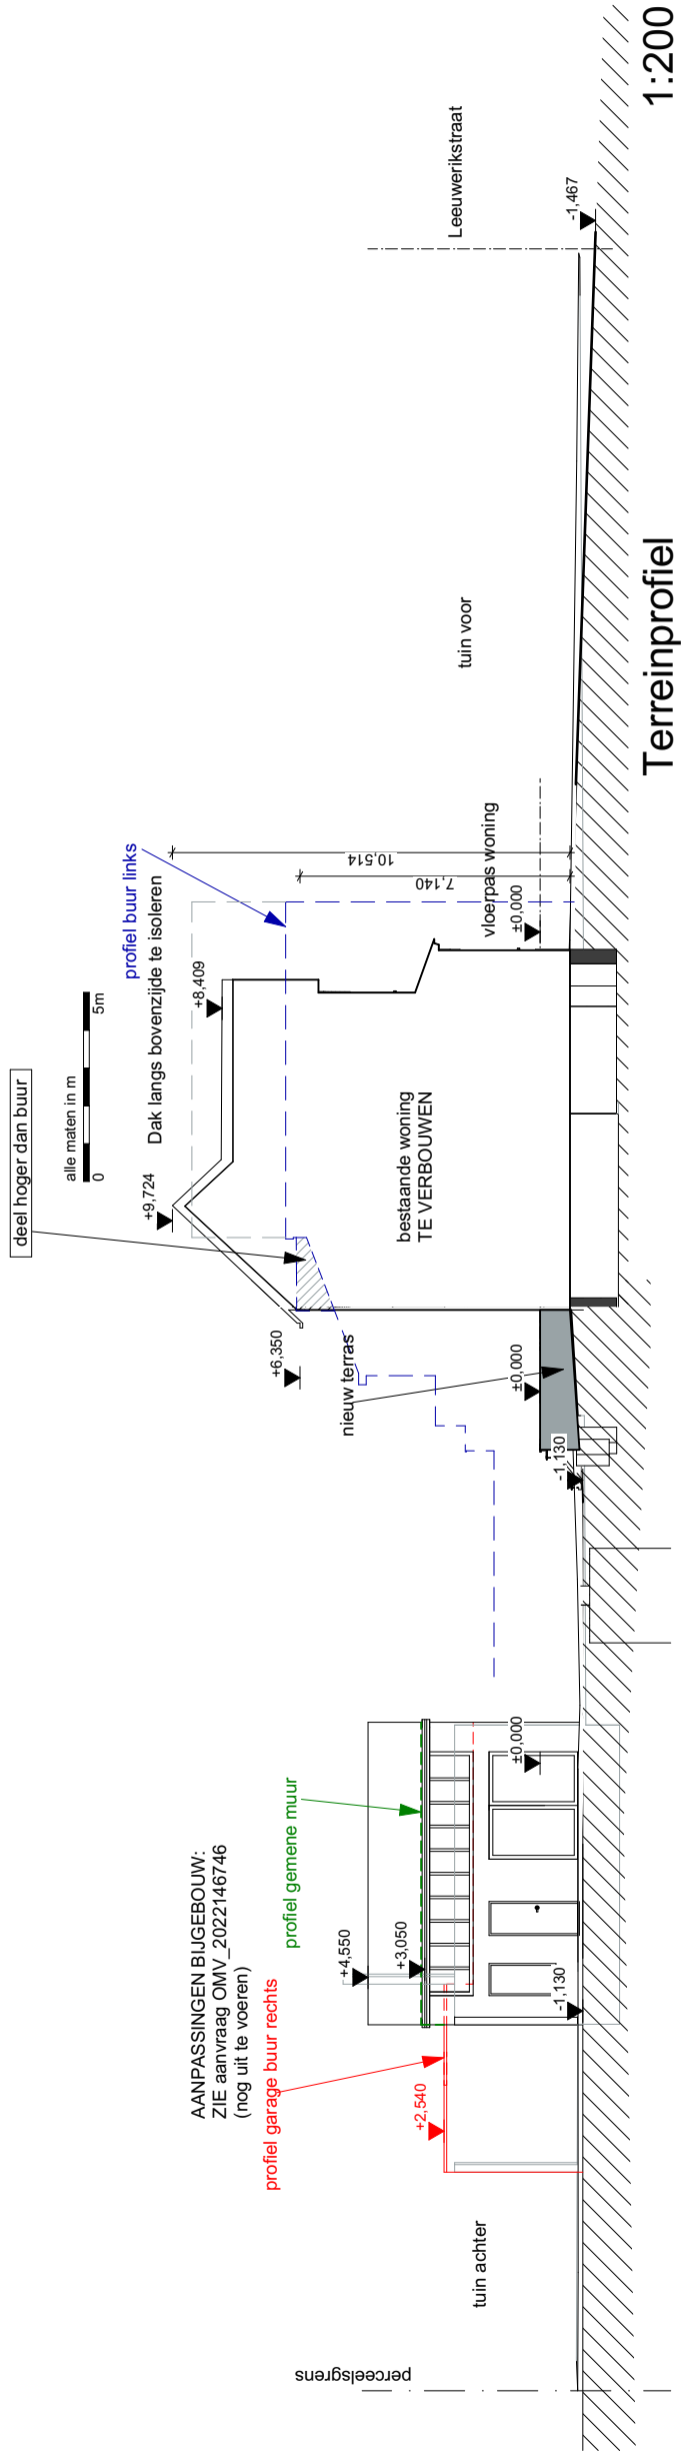 deel hoger dan buur
alle maten in m
0
5m
profiel buur links
Dak langs bovenzijde te isoleren
+9,724
+8,409
AANPASSINGEN BIJGEBOUW:
ZIE aanvraag OMV_2022146746
(nog uit te voeren)
profiel garage buur rechts
profiel gemene muur
+6,350
10,514
7,140
perceelsgrens
+4,550
+3,050
+2,540
nieuw terras
bestaande woning
TE VERBOUWEN
vloerpas woning
±0,000
tuin voor
Leeuwerikstraat
tuin achter
±0,000
±0,000
-1,130
-1,130
-1,467
Terreinprofiel
1:200